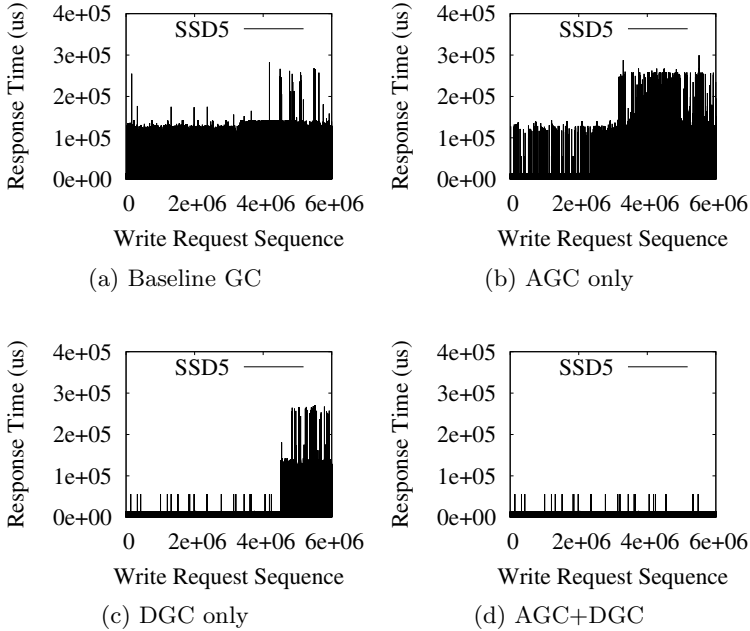 4e+05
SSD5
3e+05
2e+05
1e+05
0e+00
Response Time (us)
0 2e+06 4e+06 6e+06
Write Request Sequence
(a) Baseline GC
4e+05
SSD5
3e+05
2e+05
1e+05
0e+00
Response Time (us)
0 2e+06 4e+06 6e+06
Write Request Sequence
(b) AGC only
4e+05
SSD5
3e+05
2e+05
1e+05
0e+00
Response Time (us)
0 2e+06 4e+06 6e+06
Write Request Sequence
(c) DGC only
4e+05
SSD5
3e+05
2e+05
1e+05
0e+00
Response Time (us)
0 2e+06 4e+06 6e+06
Write Request Sequence
(d) AGC+DGC